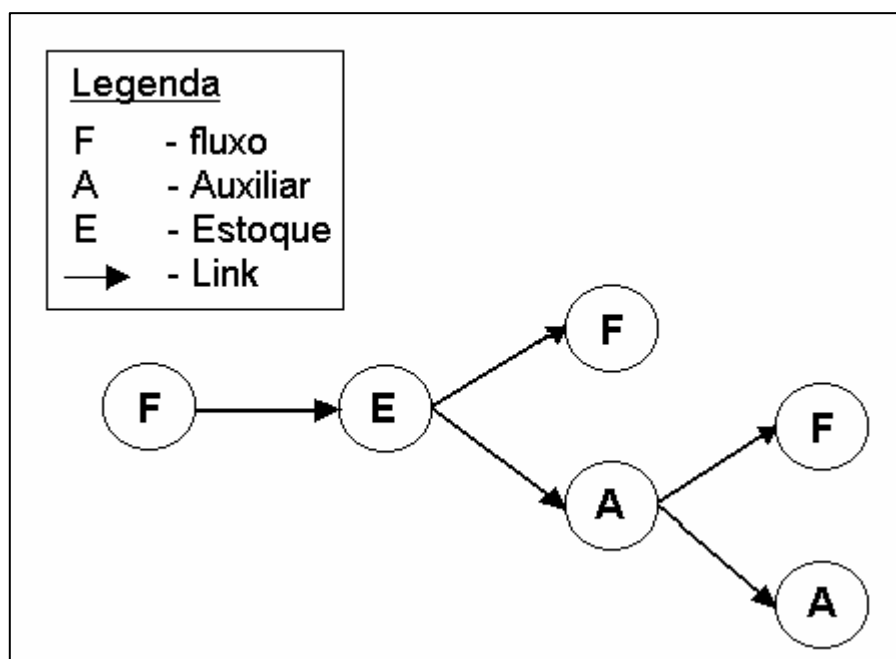 Legenda
F - fluxo
A - Auxiliar
E - Estoque
- Link
F
F
E
F
A
A